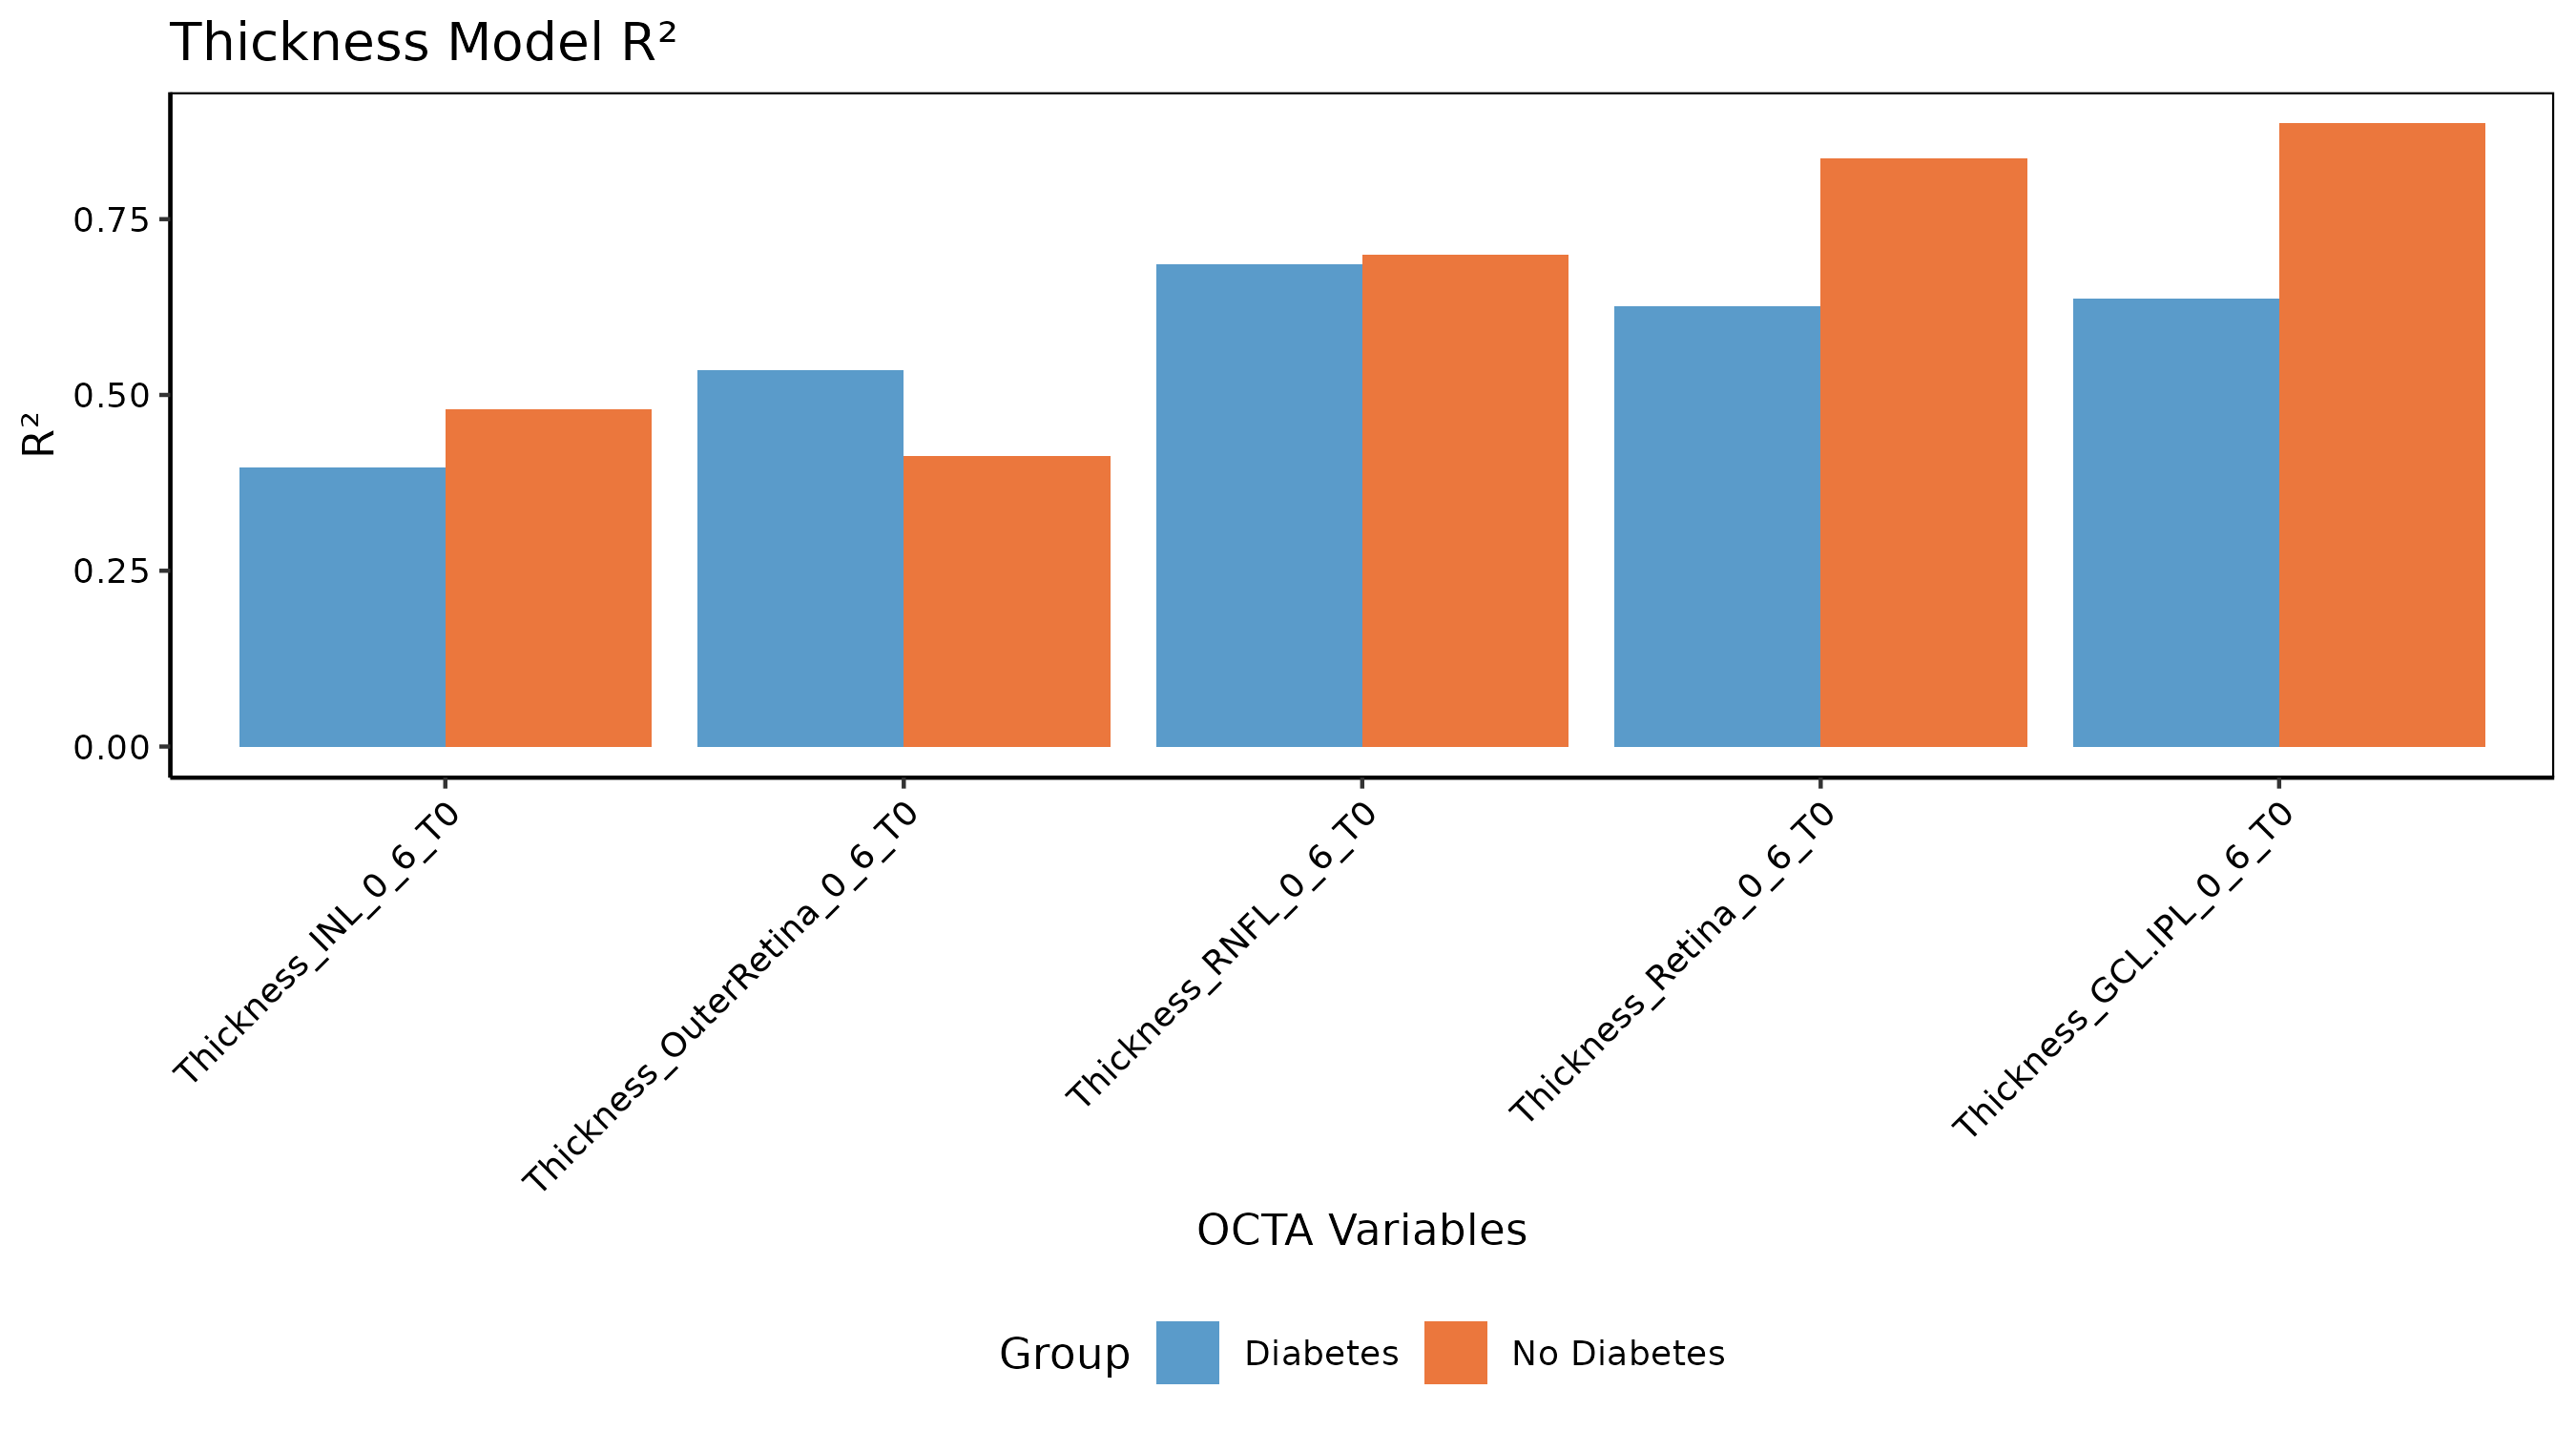 Thickness Model R²
R²
0.75
0.50
0.25
0.00
Thickness_INL_0_6_T0
Thickness_OuterRetina_0_6_T0
Thickness_RNFL_0_6_T0
Thickness_Retina_0_6_T0
Thickness_GCL.IPL_0_6_T0
OCTA Variables
Group Diabetes No Diabetes